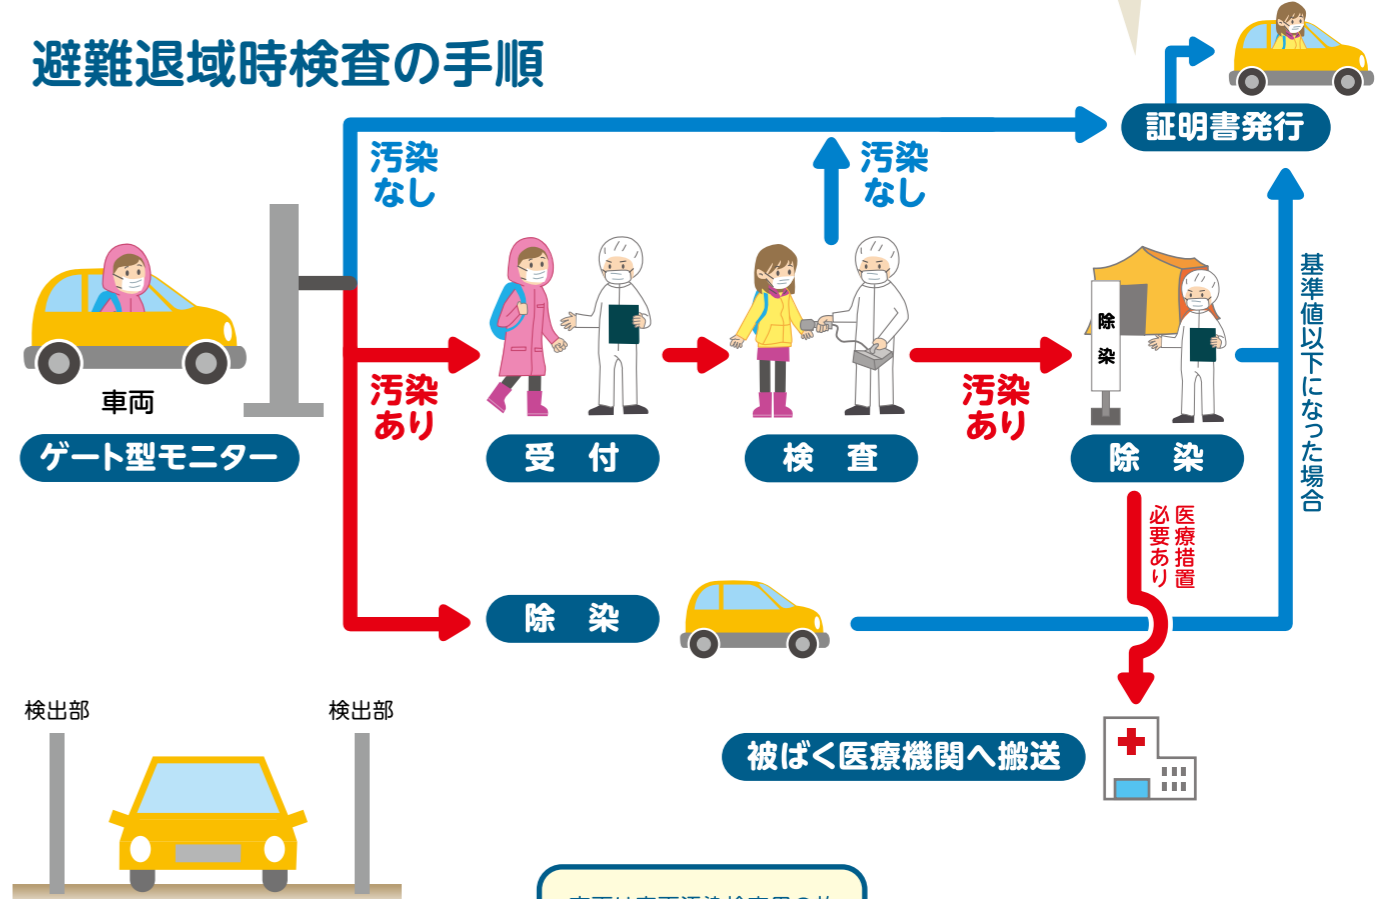 避難退域時検査の手順
証明書発行
汚染
なし
汚染
なし
車両
ゲート型モニター
汚染
あり
受　付
検　査
汚染
あり
除
染
除　染
基準値以下になった場合
医療措置
必要あり
除　染
被ばく医療機関へ搬送
検出部
検出部